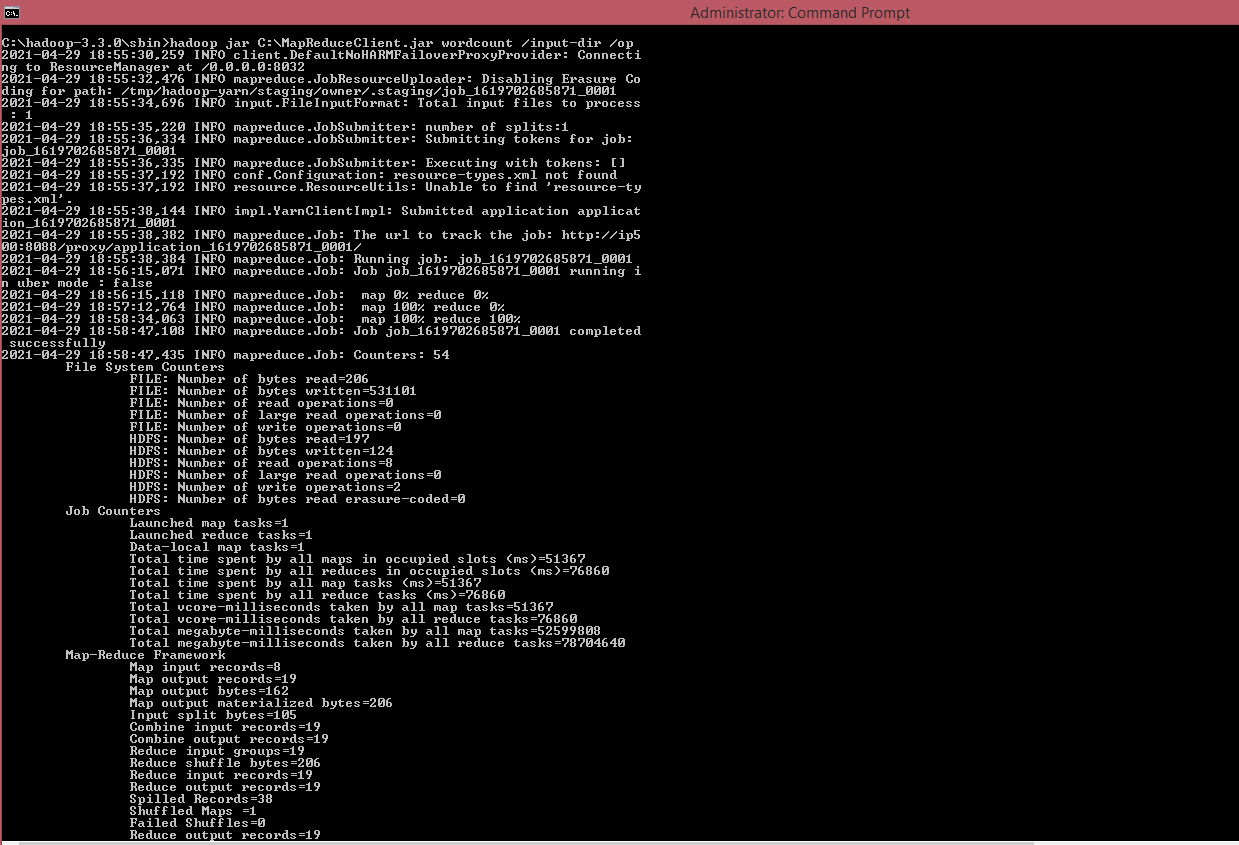 Administrator: Command Prompt
C:\hadoop-3.3.0\sbin>hadoop jar C:\MapReduceClient.jar wordcount /input-dir /op
2021-04-29 18:55:30,259 INFO client.DefaultNoHARMFailoverProxyProvider: Connecti
ng to ResourceManager at /0.0.0.0:8032
2021-04-29 18:55:32,476 INFO mapreduce.JobResourceUploader: Disabling Erasure Co
ding for path: /tmp/hadoop-yarn/staging/owner/.staging/job_1619702685871_0001
2021-04-29 18:55:34,696 INFO input.FileInputFormat: Total input files to process
 : 1
2021-04-29 18:55:35,220 INFO mapreduce.JobSubmitter: number of splits:1
2021-04-29 18:55:36,334 INFO mapreduce.JobSubmitter: Submitting tokens for job:
job_1619702685871_0001
2021-04-29 18:55:36,335 INFO mapreduce.JobSubmitter: Executing with tokens: []
2021-04-29 18:55:37,192 INFO conf.Configuration: resource-types.xml not found
2021-04-29 18:55:37,192 INFO resource.ResourceUtils: Unable to find 'resource-ty
pes.xml'.
2021-04-29 18:55:38,144 INFO impl.YarnClientImpl: Submitted application applicat
ion_1619702685871_0001
2021-04-29 18:55:38,382 INFO mapreduce.Job: The url to track the job: http://ip5
00:8088/proxy/application_1619702685871_0001/
2021-04-29 18:55:38,384 INFO mapreduce.Job: Running job: job_1619702685871_0001
2021-04-29 18:56:15,071 INFO mapreduce.Job: Job job_1619702685871_0001 running i
n uber mode : false
2021-04-29 18:56:15,118 INFO mapreduce.Job:  map 0% reduce 0%
2021-04-29 18:57:12,764 INFO mapreduce.Job:  map 100% reduce 0%
2021-04-29 18:58:34,063 INFO mapreduce.Job:  map 100% reduce 100%
2021-04-29 18:58:47,108 INFO mapreduce.Job: Job job_1619702685871_0001 completed
 successfully
2021-04-29 18:58:47,435 INFO mapreduce.Job: Counters: 54
File System Counters
FILE: Number of bytes read=206
FILE: Number of bytes written=531101
FILE: Number of read operations=0
FILE: Number of large read operations=0
FILE: Number of write operations=0
HDFS: Number of bytes read=197
HDFS: Number of bytes written=124
HDFS: Number of read operations=8
HDFS: Number of large read operations=0
HDFS: Number of write operations=2
HDFS: Number of bytes read erasure-coded=0
Job Counters
Launched map tasks=1
Launched reduce tasks=1
Data-local map tasks=1
Total time spent by all maps in occupied slots (ms)=51367
Total time spent by all reduces in occupied slots (ms)=76860
Total time spent by all map tasks (ms)=51367
Total time spent by all reduce tasks (ms)=76860
Total vcore-milliseconds taken by all map tasks=51367
Total vcore-milliseconds taken by all reduce tasks=76860
Total megabyte-milliseconds taken by all map tasks=52599808
Total megabyte-milliseconds taken by all reduce tasks=78704640
Map-Reduce Framework
Map input records=8
Map output records=19
Map output bytes=162
Map output materialized bytes=206
Input split bytes=105
Combine input records=19
Combine output records=19
Reduce input groups=19
Reduce shuffle bytes=206
Reduce input records=19
Reduce output records=19
Spilled Records=38
Shuffled Maps =1
Failed Shuffles=0
Reduce output records=19